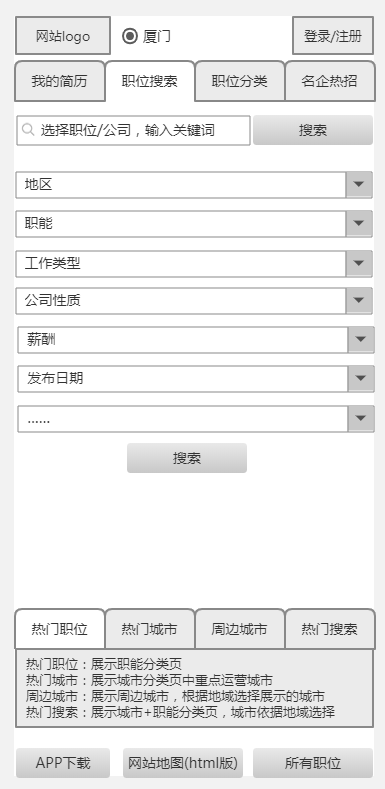 网站logo 厦门 登录/注册
我的简历 职位搜索 职位分类 名企热招
选择职位/公司，输入关键词 搜索
地区
职能
工作类型
公司性质
薪酬
发布日期
......
搜索
热门职位 热门城市 周边城市 热门搜索
热门职位：展示职能分类页
热门城市：展示城市分类页中重点运营城市
周边城市：展示周边城市，根据地域选择展示的城市
热门搜索：展示城市+职能分类页，城市依据地域选择
APP下载 网站地图(html版) 所有职位